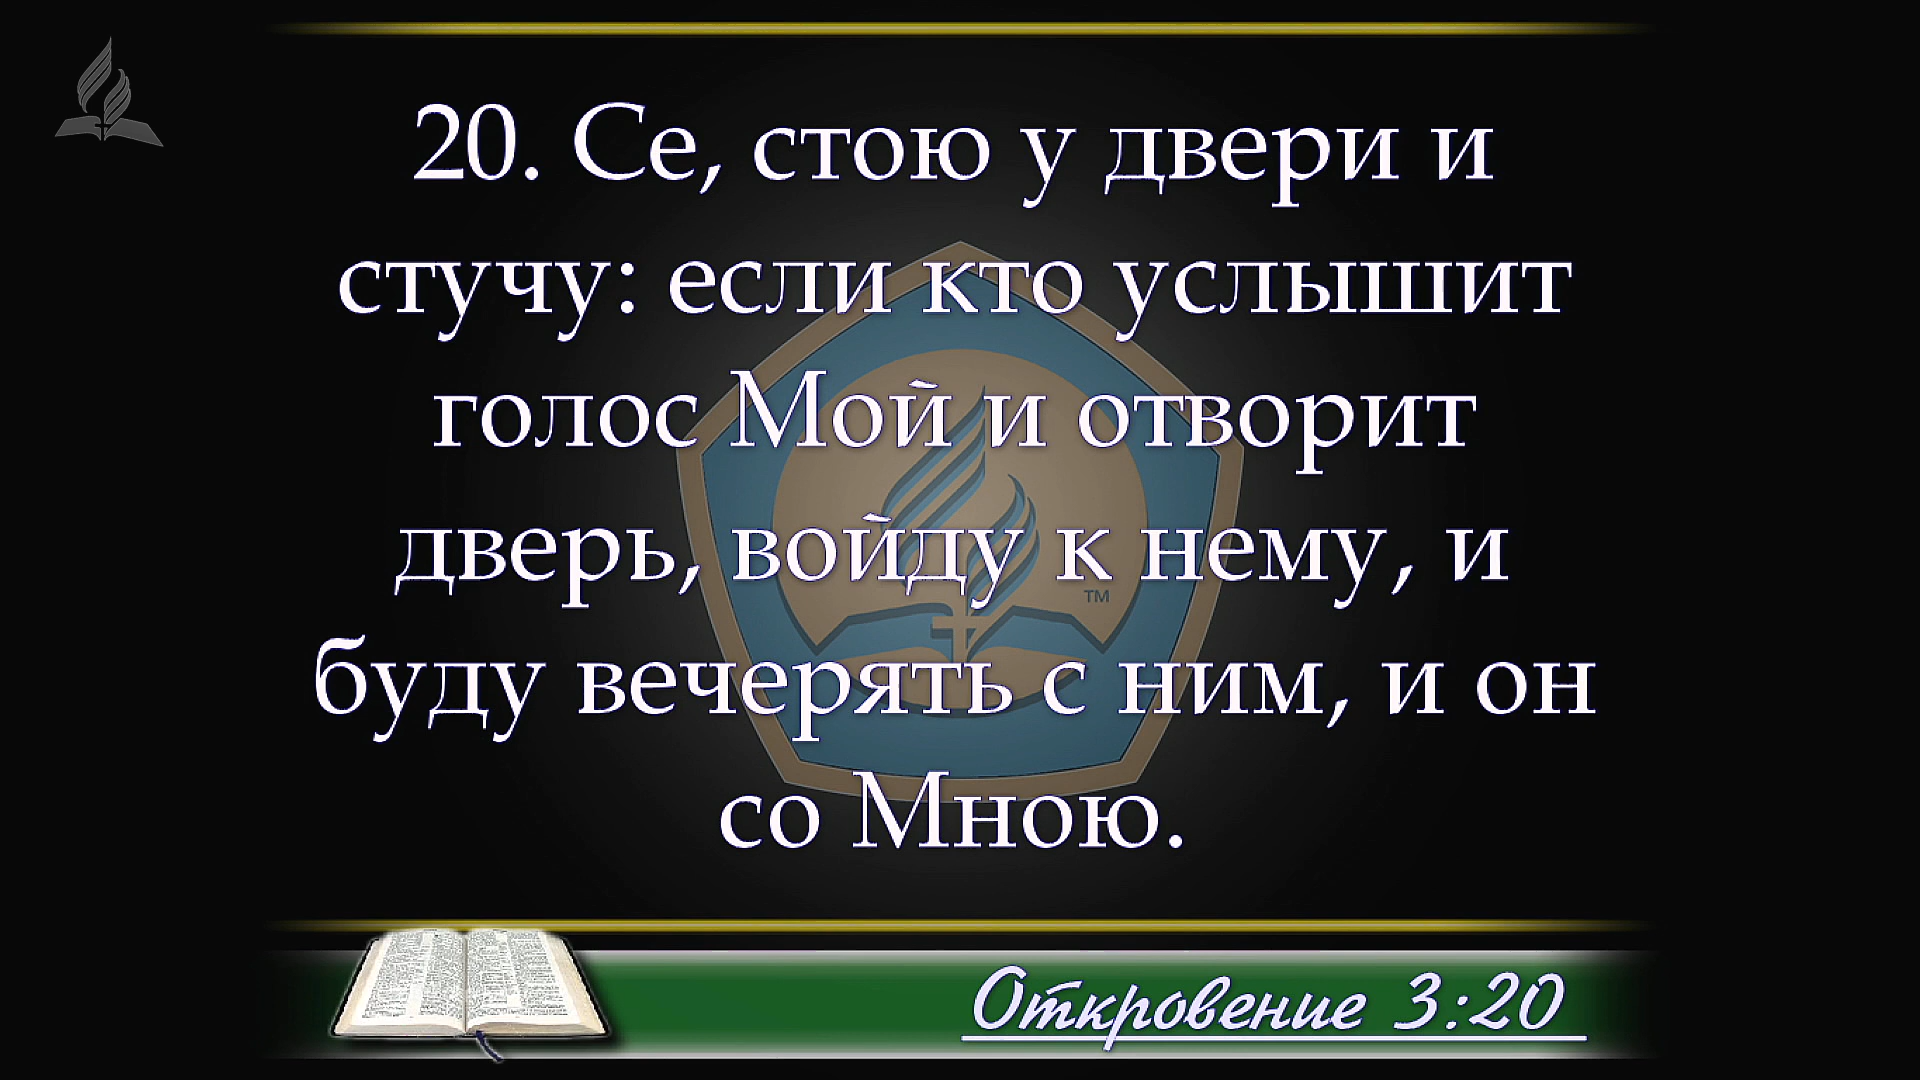 20. Се, стою у двери и
стучу: если кто услышит
голос Мой и отворит
дверь, войду к нему, и
буду вечерять с ним, и он
со Мною.
TM
Откровение 3:20